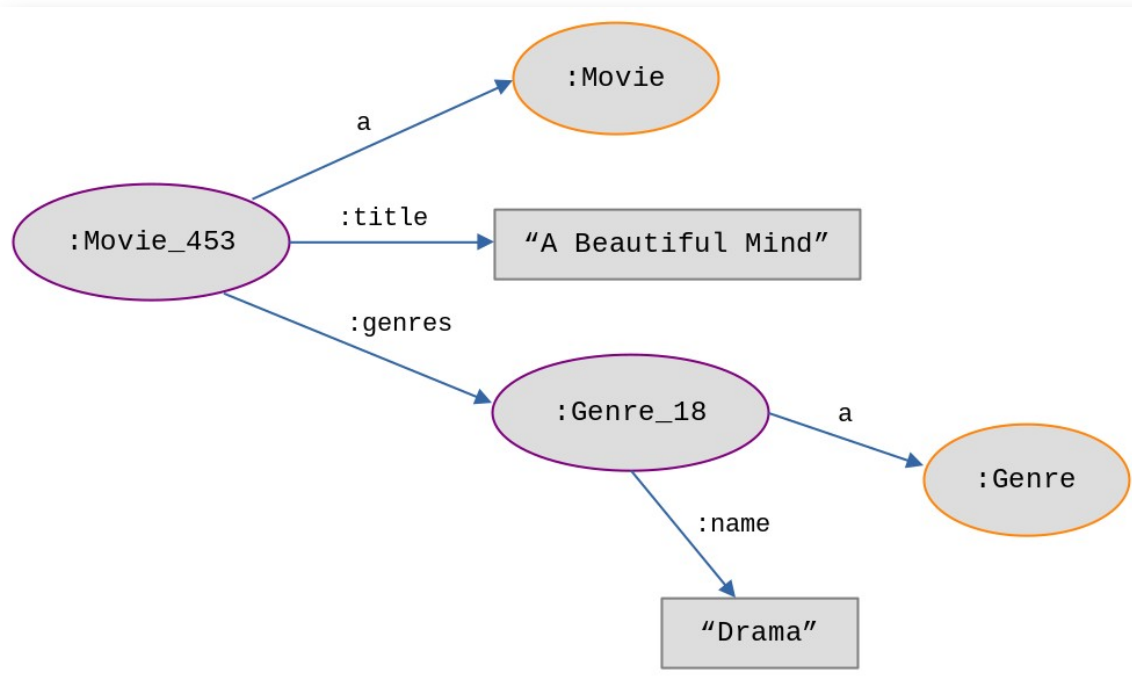 :Movie
a
:title
:Movie_453
“A Beautiful Mind”
:genres
:Genre_18
a
:Genre
:name
“Drama”